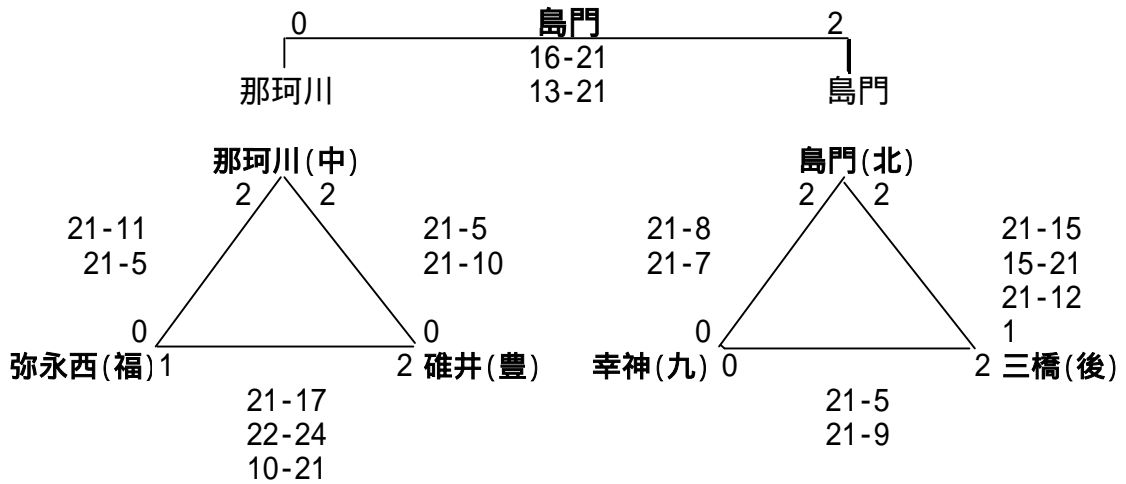 0 島門 2
16-21
13-21
那珂川 島門
那珂川(中) 島門(北)
2 2 2 2
21-11 21-5 21-8 21-15
21-5 21-10 21-7 15-21
21-12
0 0 0 1
弥永西(福) 1 2 碓井(豊) 幸神(九) 0 2 三橋(後)
21-17 21-5
22-24 21-9
10-21